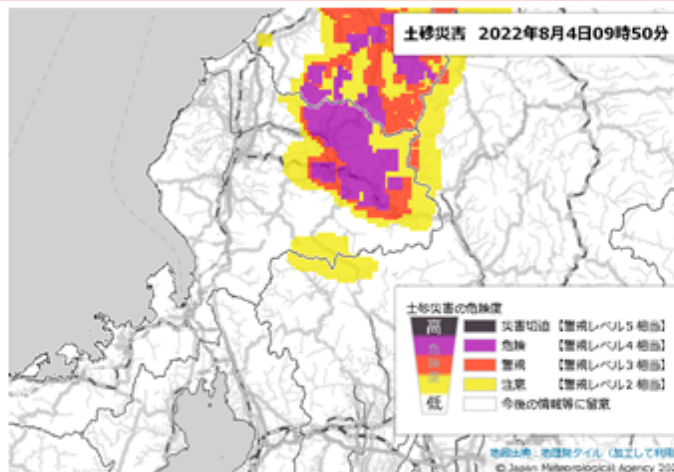 土砂災害 2022年8月4日09時50分
土砂災害の危険度
高
危険度
低
災害切迫 【警戒レベル5相当】
危険 【警戒レベル4相当】
警戒 【警戒レベル3相当】
注意 【警戒レベル2相当】
今後の情報等に留意
地図出典：地理院タイル（加工して利用
©Japan Meteorological Agency 202